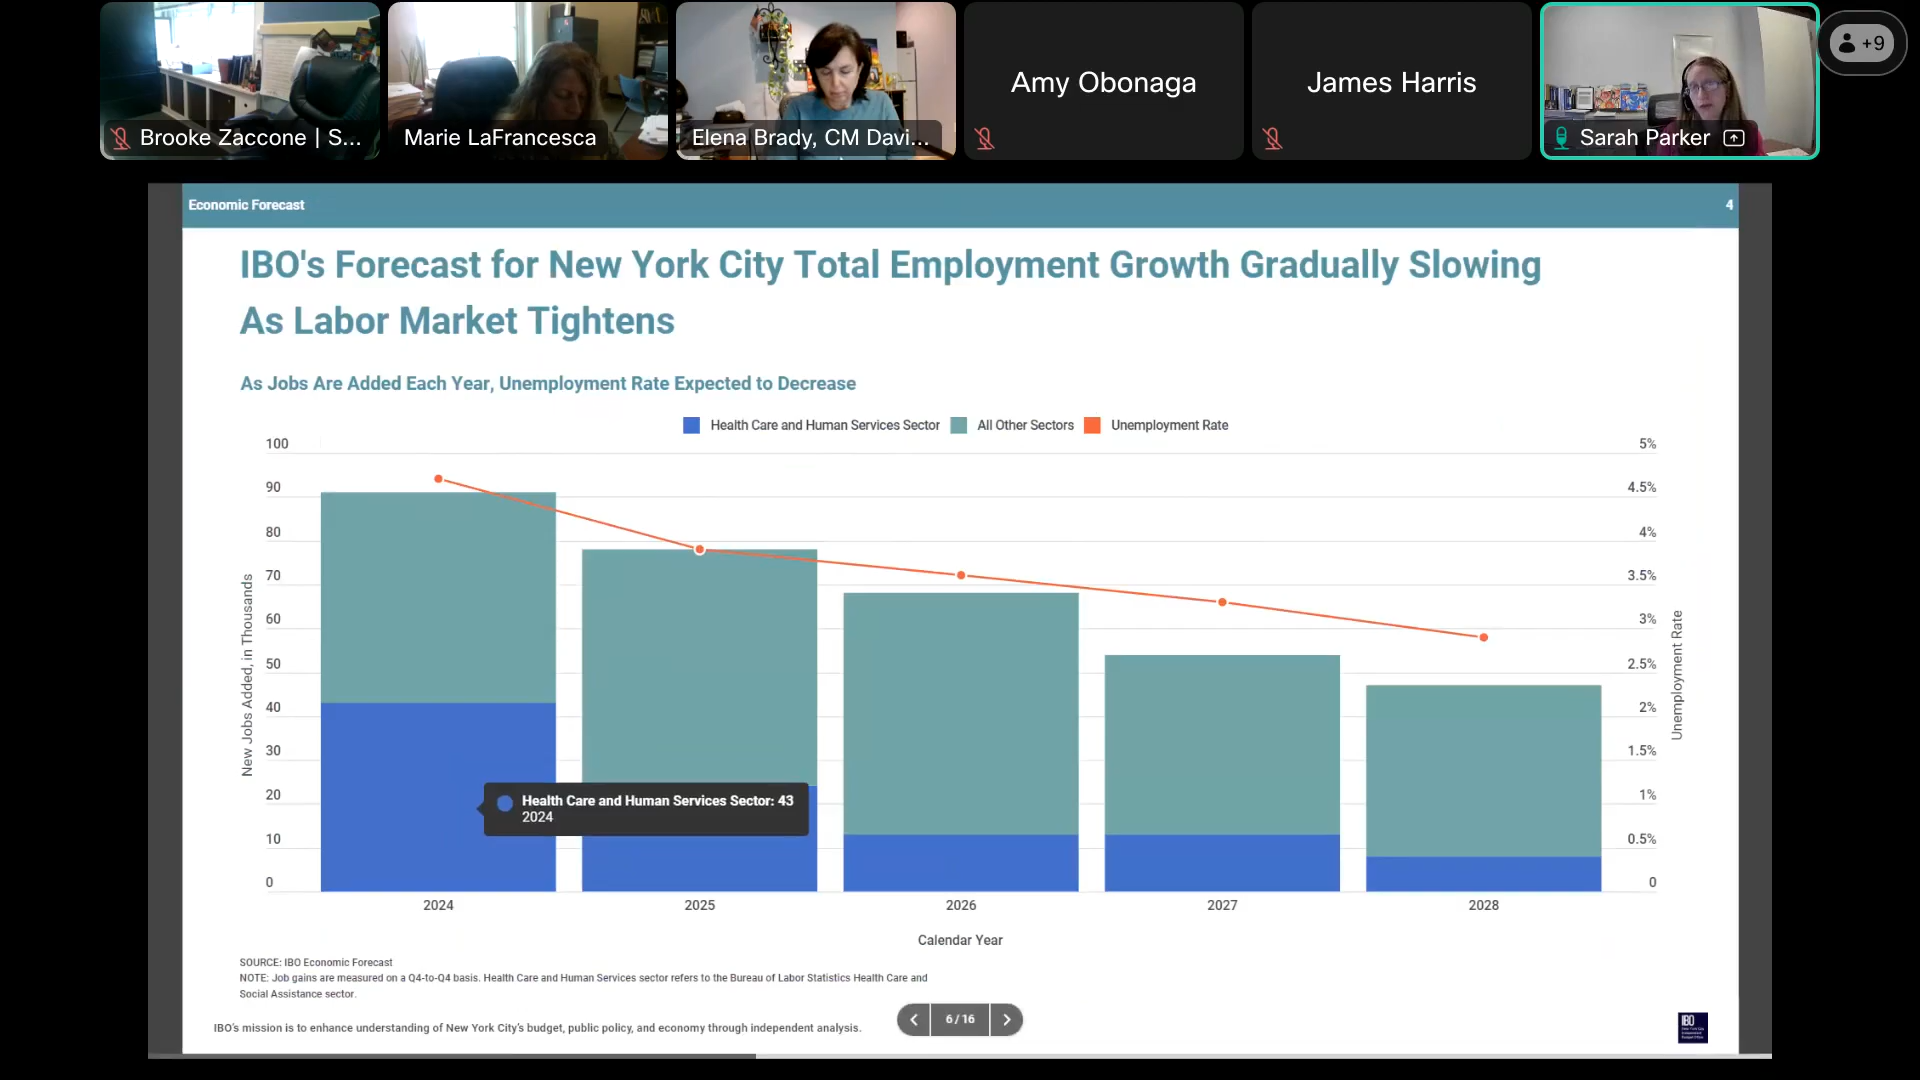 Brooke Zaccone | S...
Marie LaFrancesca
Elena Brady, CM Davi...
Amy Obonaga
James Harris
Sarah Parker
+9
Economic Forecast
4
IBO's Forecast for New York City Total Employment Growth Gradually Slowing
As Labor Market Tightens
As Jobs Are Added Each Year, Unemployment Rate Expected to Decrease
Health Care and Human Services Sector
All Other Sectors
Unemployment Rate
100
90
80
70
60
50
40
30
20
10
0
New Jobs Added, in Thousands
5%
4.5%
4%
3.5%
3%
2.5%
2%
1.5%
1%
0.5%
0
Unemployment Rate
Health Care and Human Services Sector: 43
2024
2024
2025
2026
2027
2028
Calendar Year
SOURCE: IBO Economic Forecast
NOTE: Job gains are measured on a Q4-to-Q4 basis. Health Care and Human Services sector refers to the Bureau of Labor Statistics Health Care and
Social Assistance sector.
IBO's mission is to enhance understanding of New York City's budget, public policy, and economy through independent analysis.
6 / 16
IBO